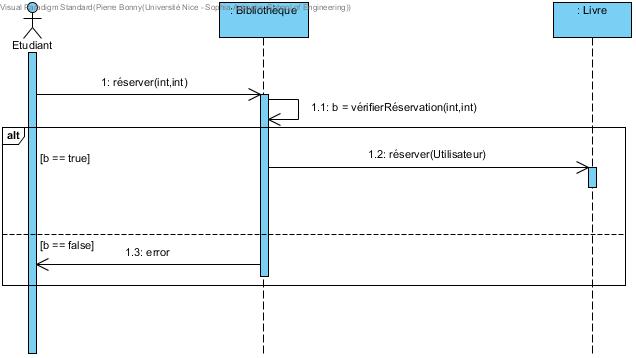 Visual Paradigm Standard(Pierre Bonny(Université Nice - Sophia
of Engineering))
: Bibliothèque
: Livre
Etudiant
1: réserver(int,int)
1.1: b = vérifierRéservation(int,int)
alt
[b == true]
1.2: réserver(Utilisateur)
[b == false]
1.3: error